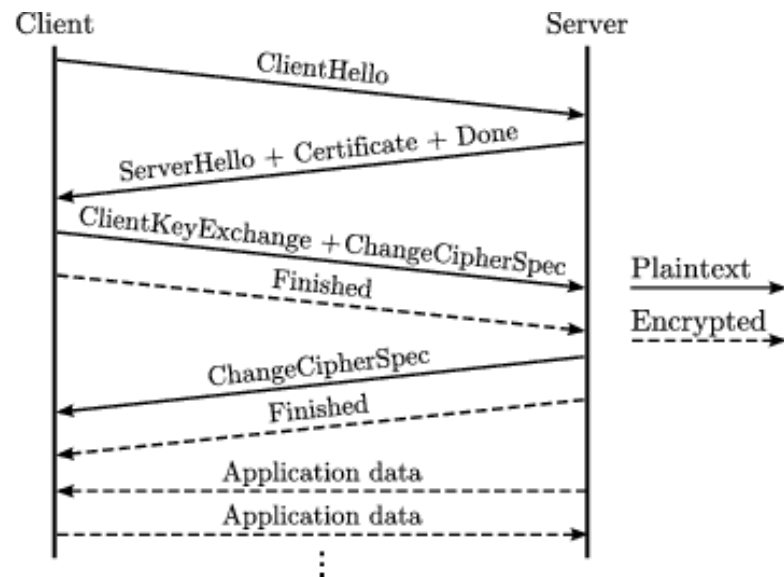 Client
Server
ClientHello
ServerHello + Certificate + Done
ClientKeyExchange +ChangeCipherSpec
Plaintext
Finished
Encrypted
ChangeCipherSpec
Finished
Application data
Application data